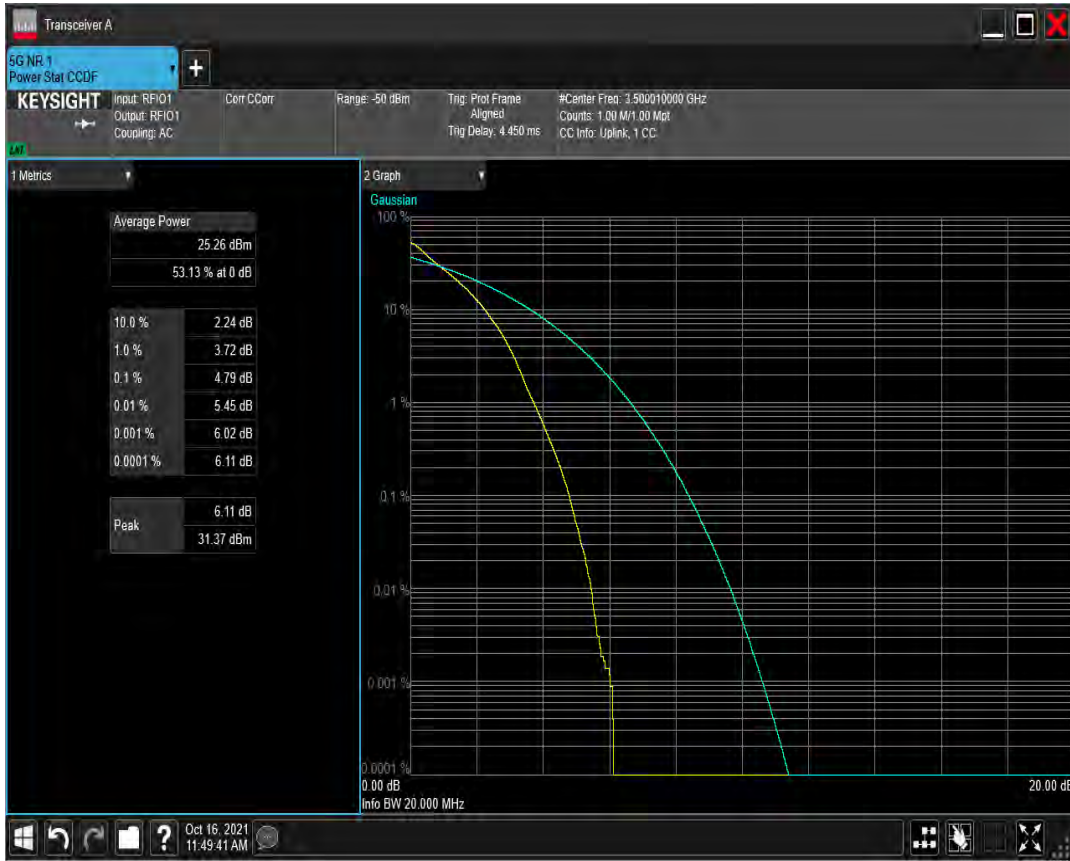 Transceiver A
5G NR 1
Power Stat CCDF
+
KEYSIGHT
Input: RFIO1
Output: RFIO1
Coupling: AC
Corr CCorr
Range: -50 dBm
Trig: Prot Frame
Aligned
Trig Delay: 4.450 ms
#Center Freq: 3.500010000 GHz
Counts: 1.00 M/1.00 Mpt
CC Info: Uplink, 1 CC
1 Metrics
Average Power
25.26 dBm
53.13 % at 0 dB
10.0 % 2.24 dB
1.0 % 3.72 dB
0.1 % 4.79 dB
0.01 % 5.45 dB
0.001 % 6.02 dB
0.0001 % 6.11 dB
Peak
6.11 dB
31.37 dBm
2 Graph
Gaussian
100 %
10 %
1 %
0.1 %
0.01 %
0.001 %
0.0001 %
0.00 dB
20.00 dB
Info BW 20.000 MHz
?
Oct 16, 2021
11:49:41 AM